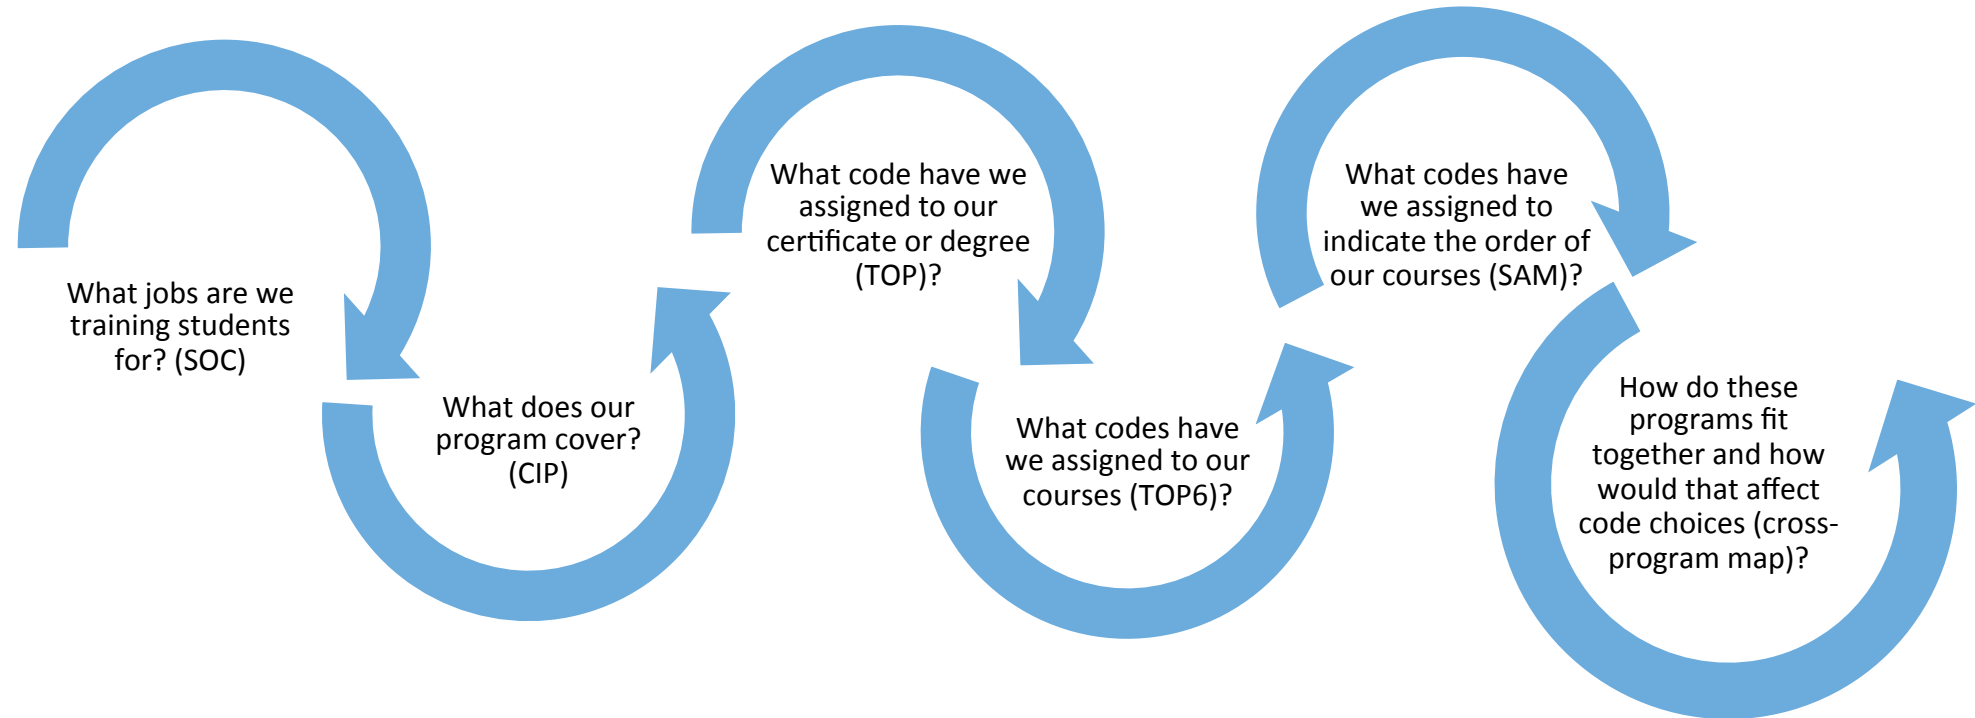 What jobs are we
training students
for? (SOC)
What does our
program cover?
(CIP)
What code have we
assigned to our
certificate or degree
(TOP)?
What codes have
we assigned to our
courses (TOP6)?
What codes have
we assigned to
indicate the order of
our courses (SAM)?
How do these
programs fit
together and how
would that affect
code choices (cross-
program map)?